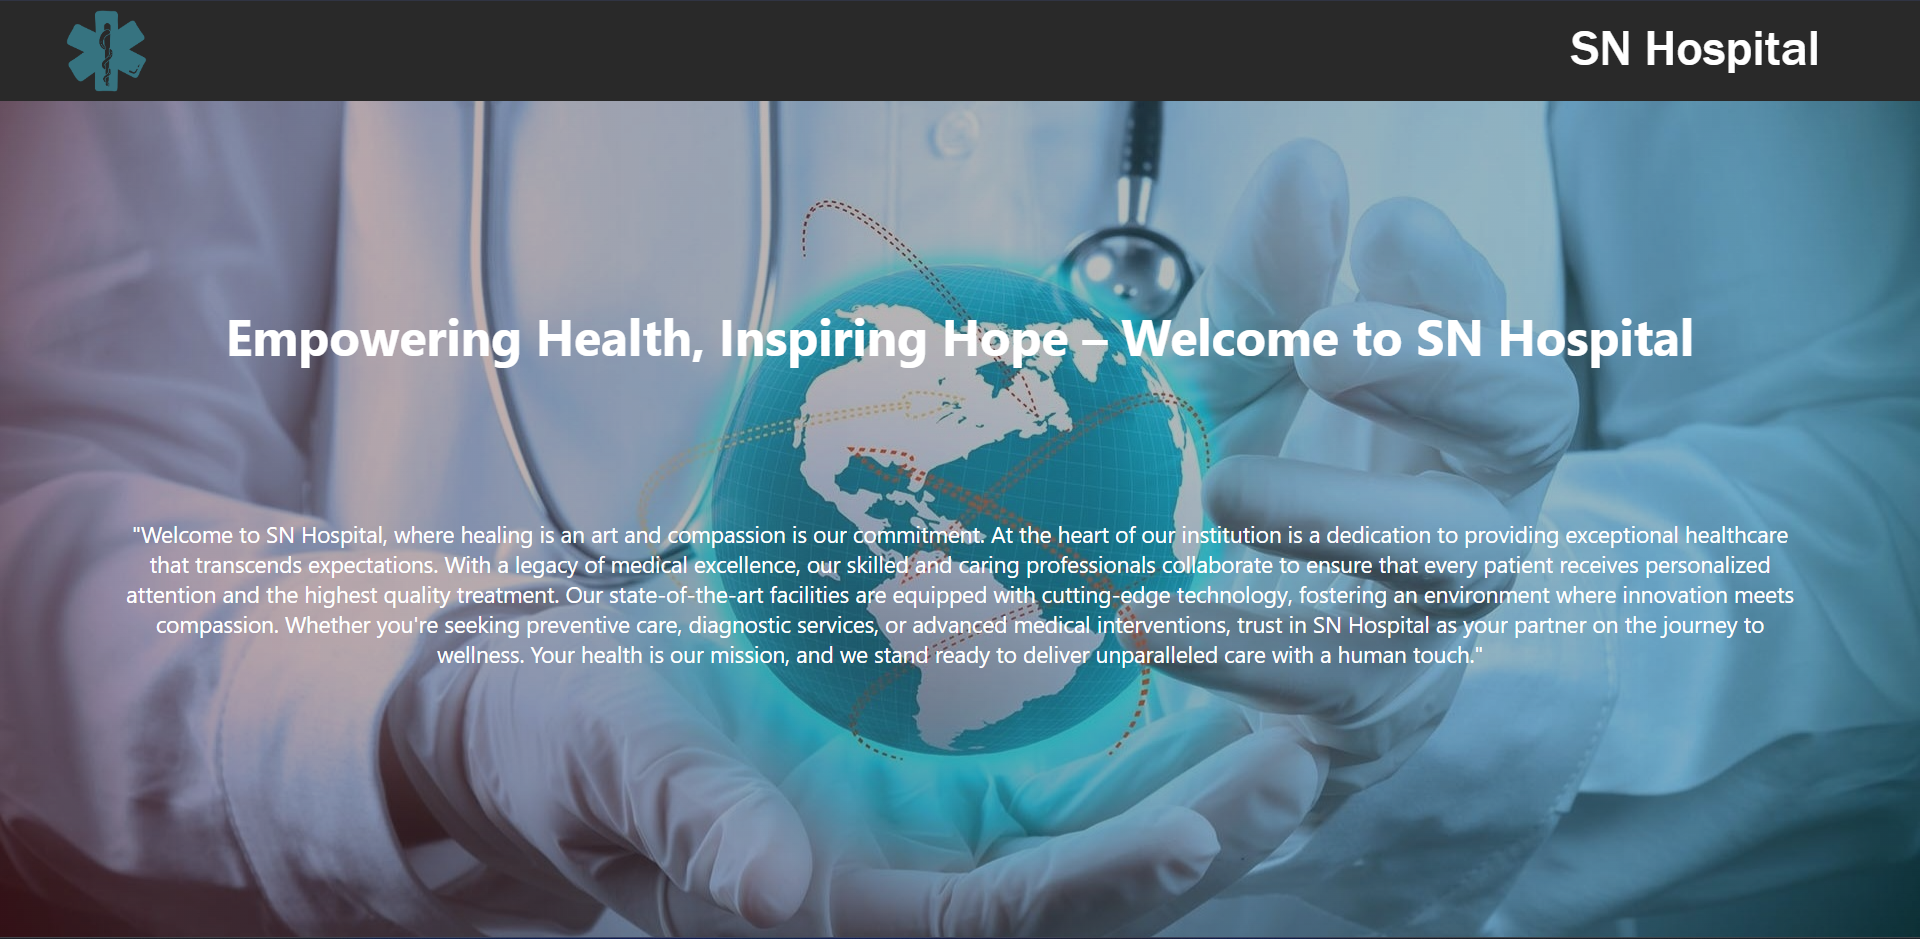 SN Hospital
Empowering Health, Inspiring Hope – Welcome to SN Hospital
"Welcome to SN Hospital, where healing is an art and compassion is our commitment. At the heart of our institution is a dedication to providing exceptional healthcare
that transcends expectations. With a legacy of medical excellence, our skilled and caring professionals collaborate to ensure that every patient receives personalized
attention and the highest quality treatment. Our state-of-the-art facilities are equipped with cutting-edge technology, fostering an environment where innovation meets
compassion. Whether you're seeking preventive care, diagnostic services, or advanced medical interventions, trust in SN Hospital as your partner on the journey to
wellness. Your health is our mission, and we stand ready to deliver unparalleled care with a human touch."